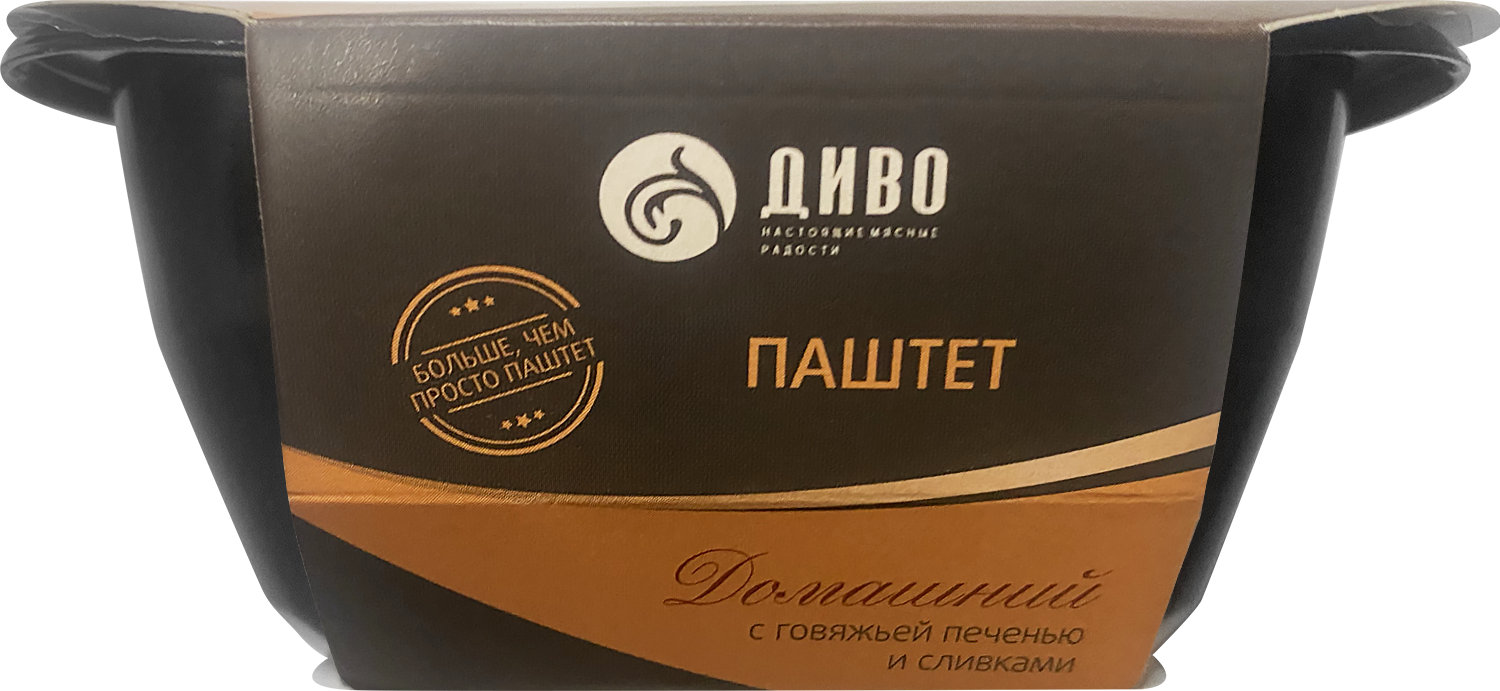 ДИВО
НАСТОЯЩИЕ МЯСНЫЕ
РАДОСТИ
БОЛЬШЕ, ЧЕМ
ПРОСТО ПАШТЕТ
ПАШТЕТ
Домашний
с говяжьей печенью
и сливками